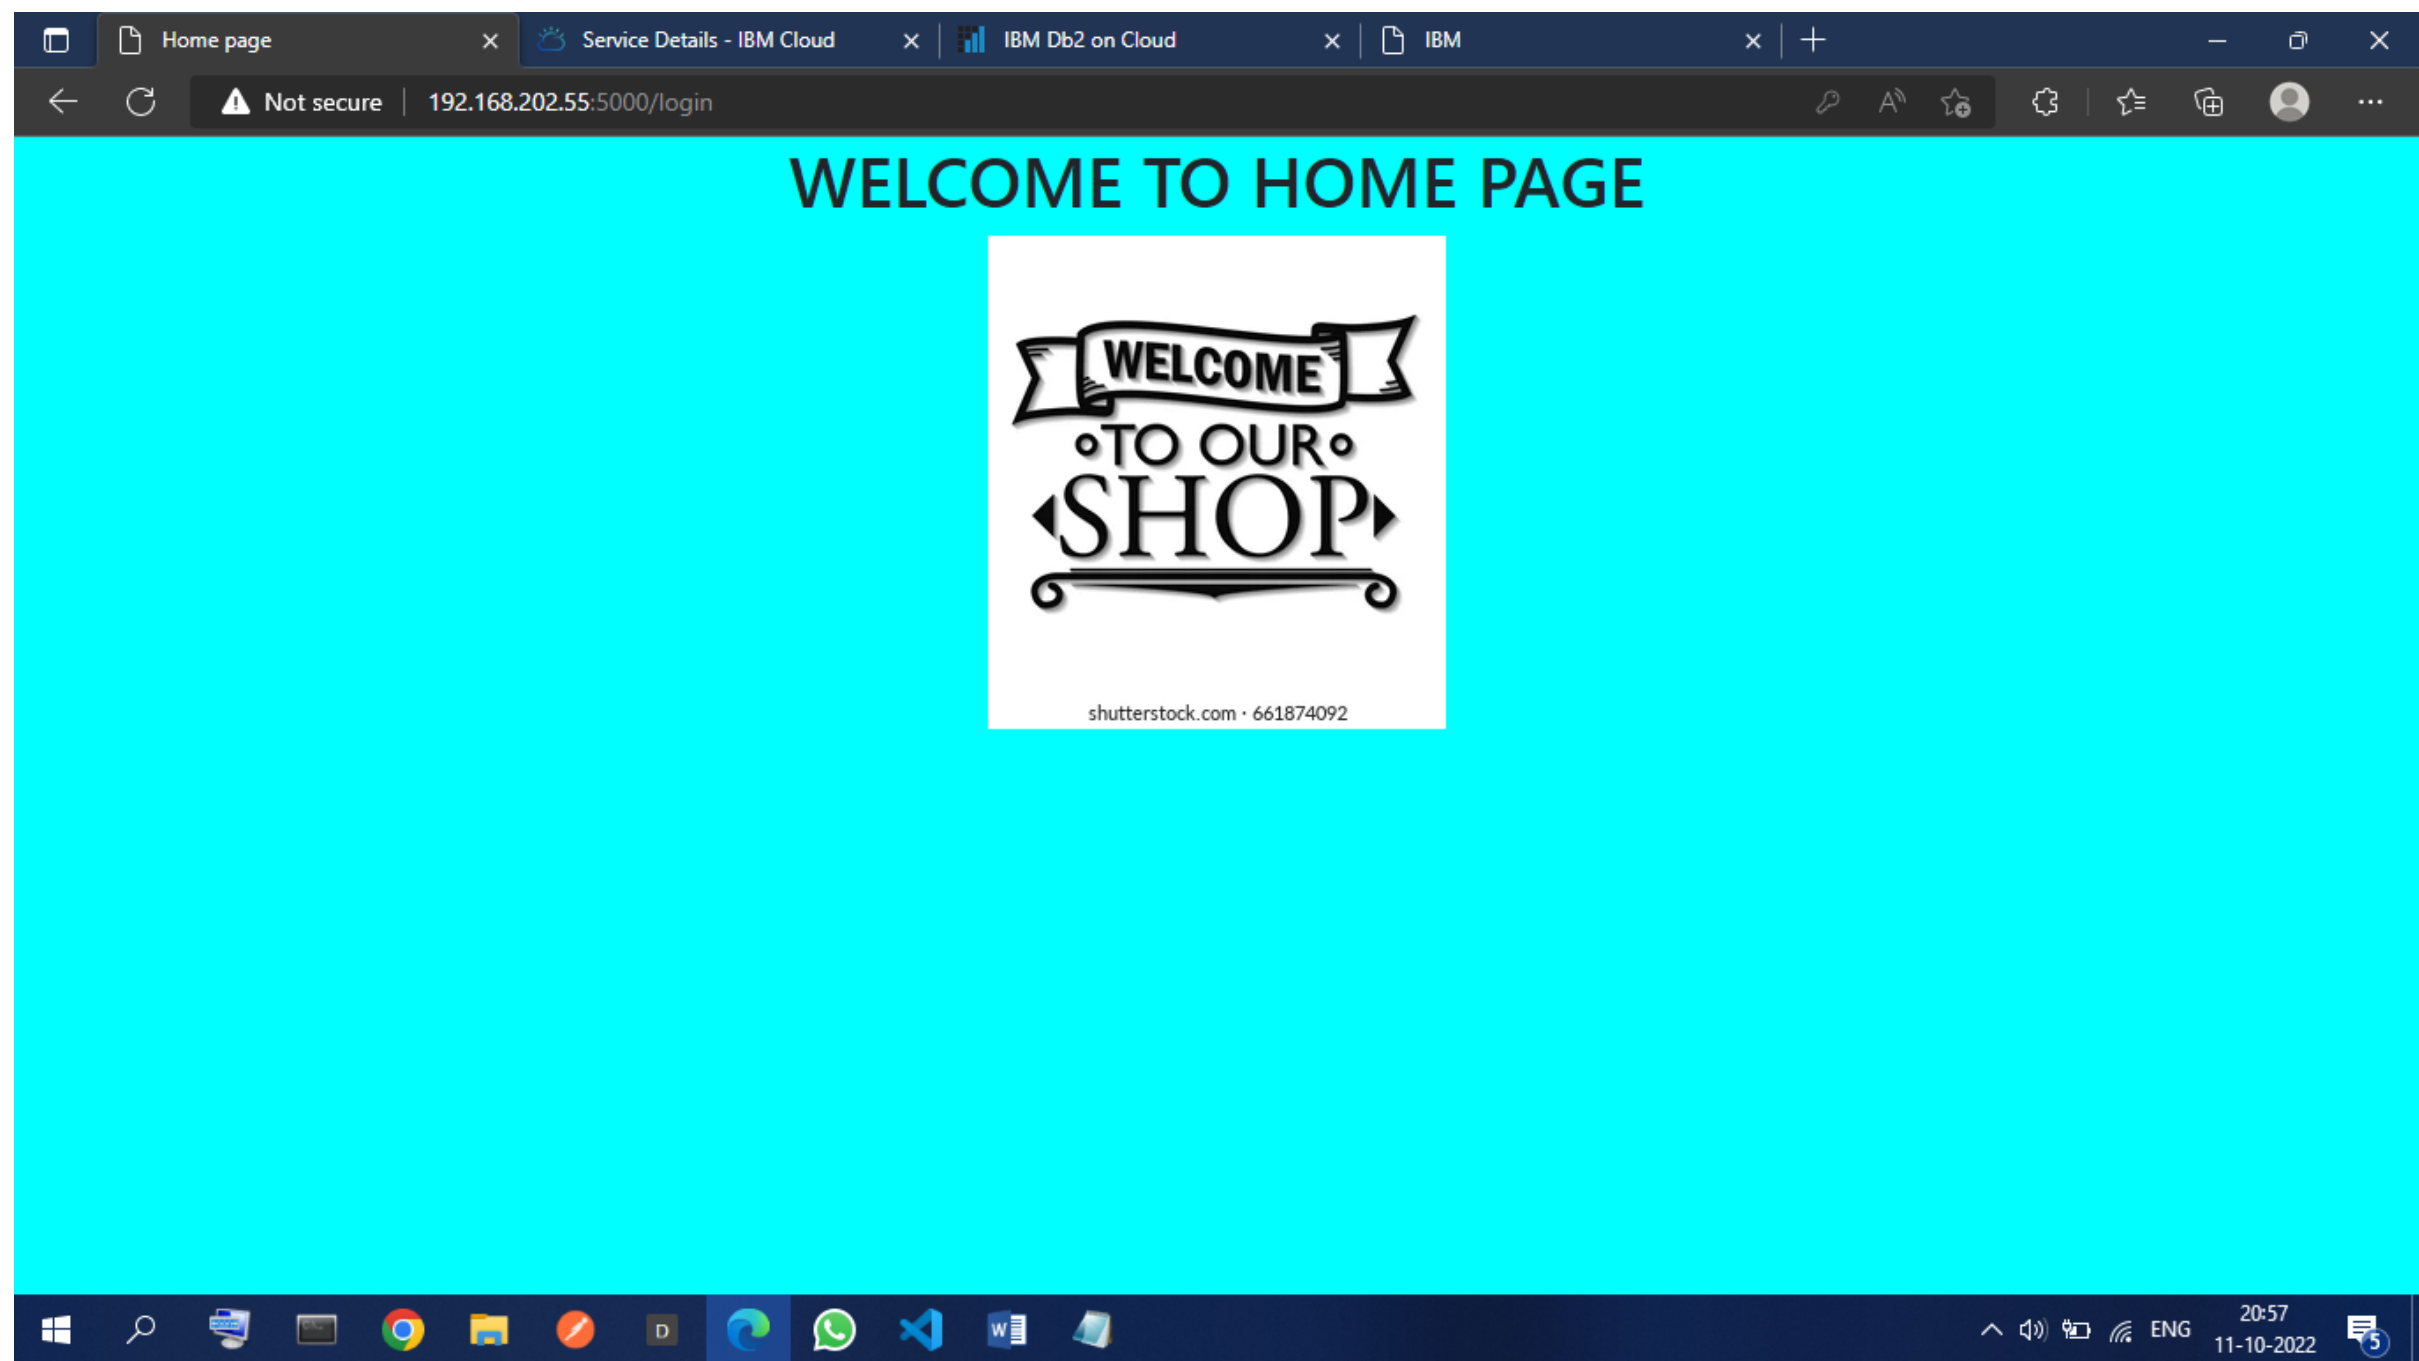 Home page
Service Details - IBM Cloud
IBM Db2 on Cloud
IBM
Not secure
192.168.202.55:5000/login
WELCOME TO HOME PAGE
WELCOME
TO OUR
SHOP
shutterstock.com · 661874092
D
W
ENG
20:57
11-10-2022
5